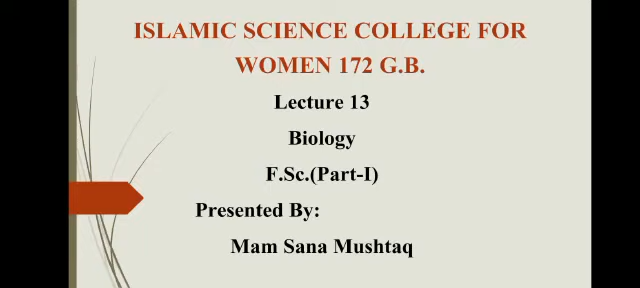 ISLAMIC SCIENCE COLLEGE FOR
WOMEN 172 G.B.
Lecture 13
Biology
F.Sc.(Part-I)
Presented By:
Mam Sana Mushtaq